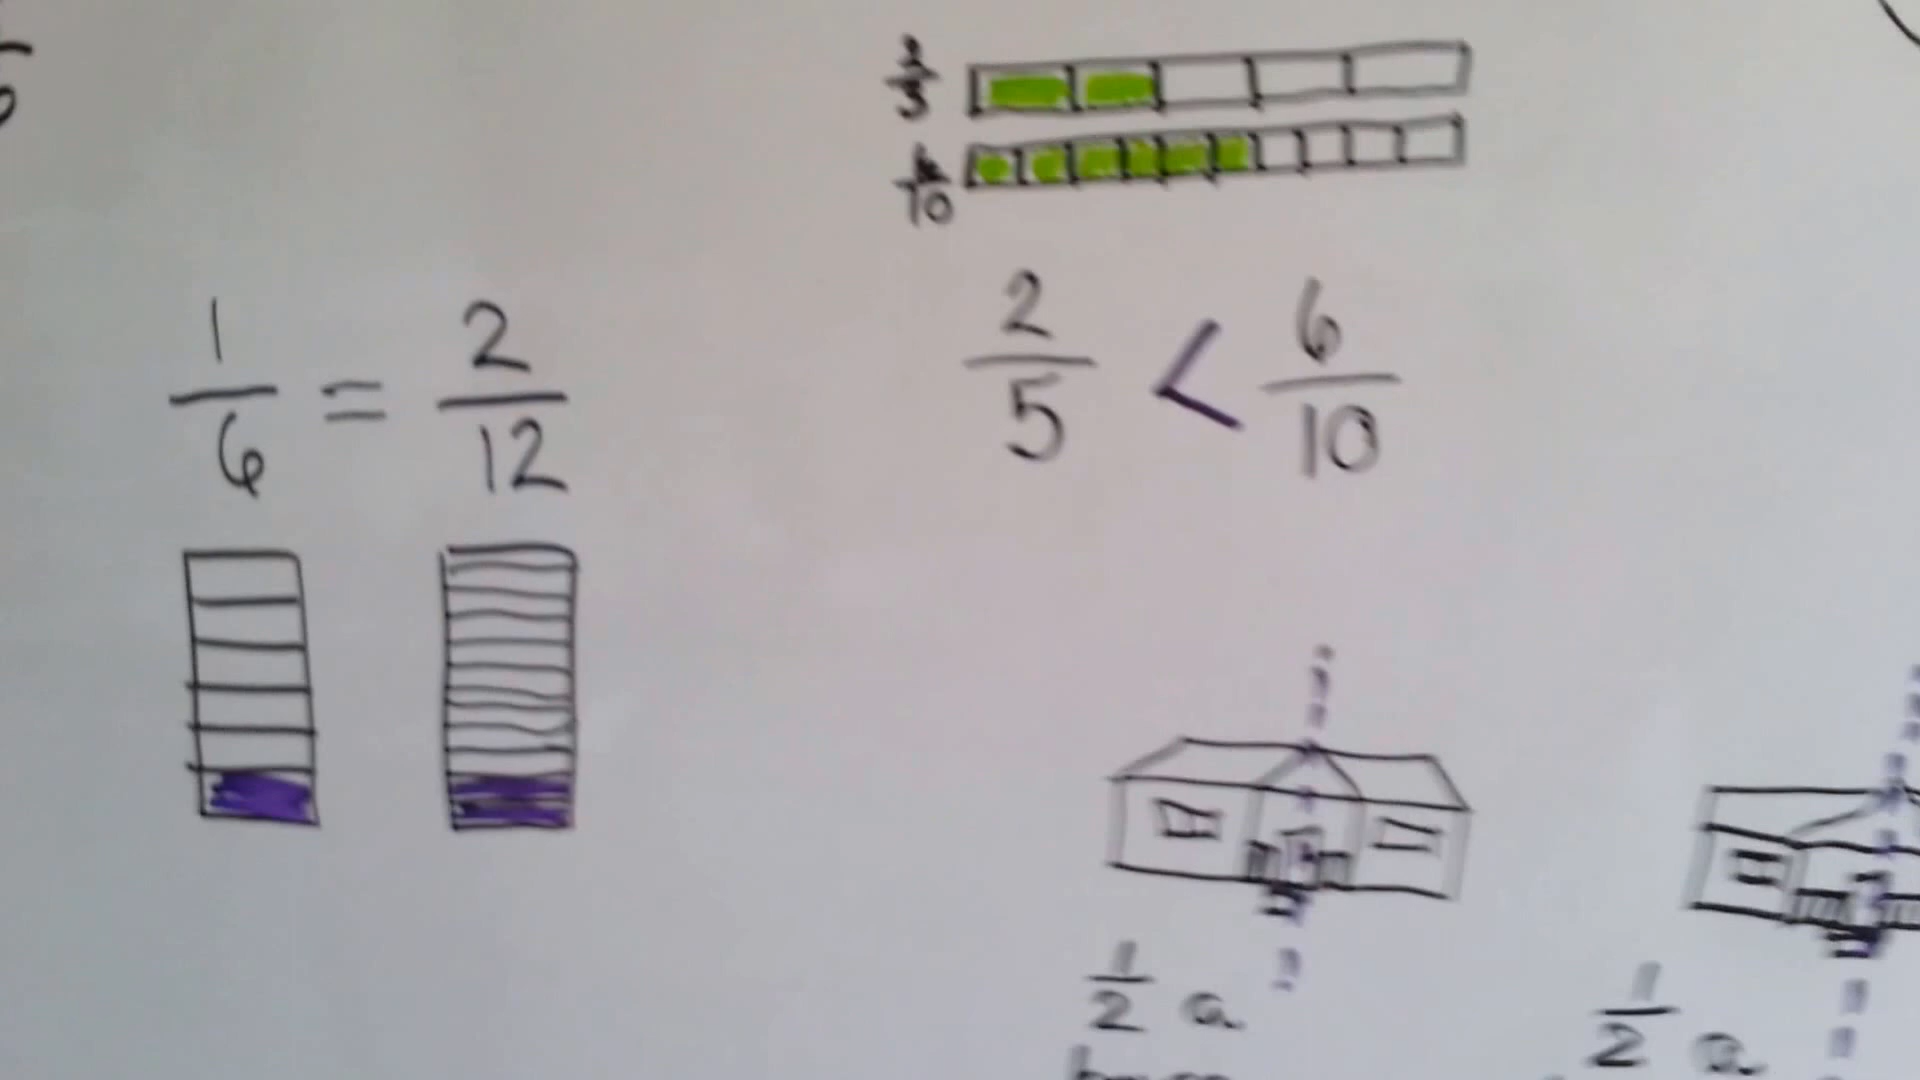 2/5
6/10
1/6 = 2/12
2/5 < 6/10
1/2 a
1/2 a